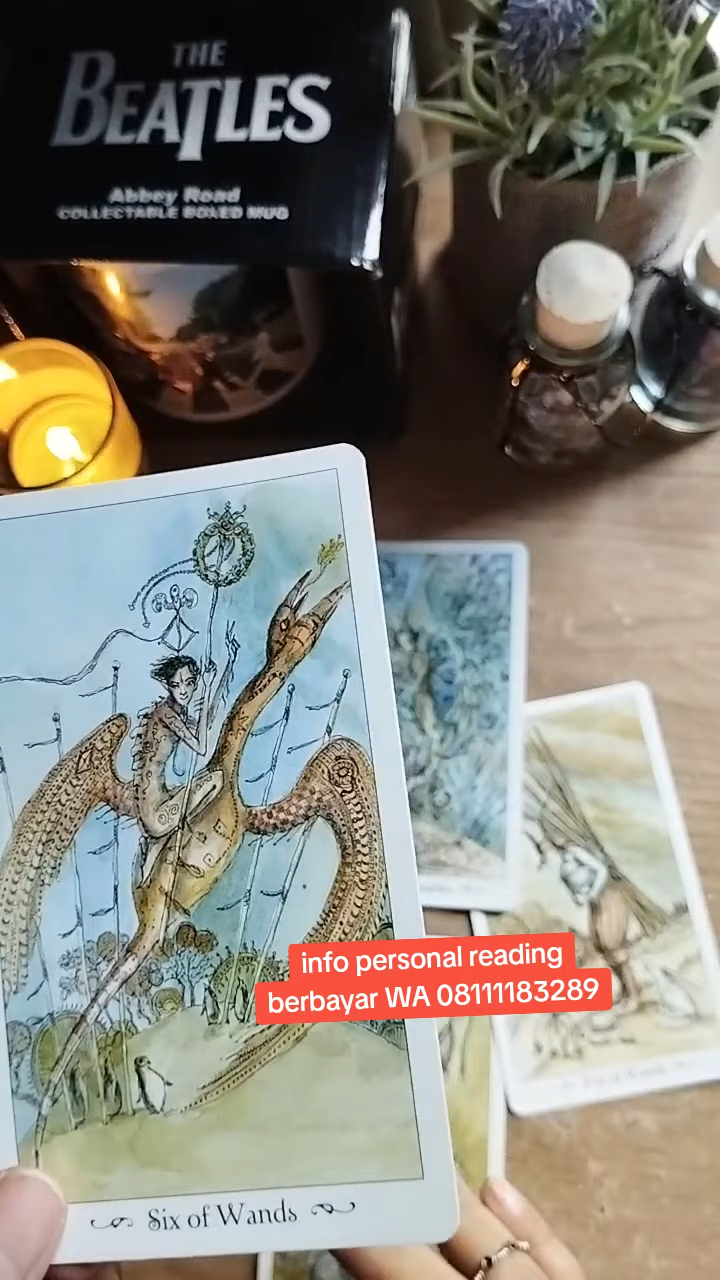 THE
BEATLES
Abbey Road
COLLECTABLE BOXED MUG
info personal reading
berbayar WA 08111183289
Six of Wands